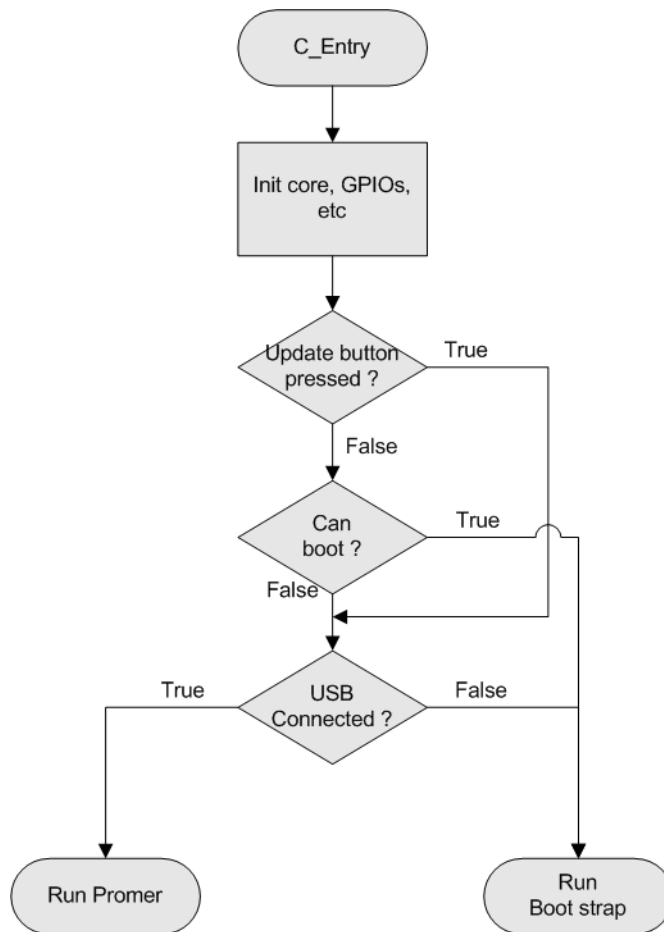 C_Entry
Init core, GPIOs,
etc
Update button
pressed ?
True
False
Can
boot ?
True
False
USB
Connected ?
True
False
Run Promer
Run
Boot strap